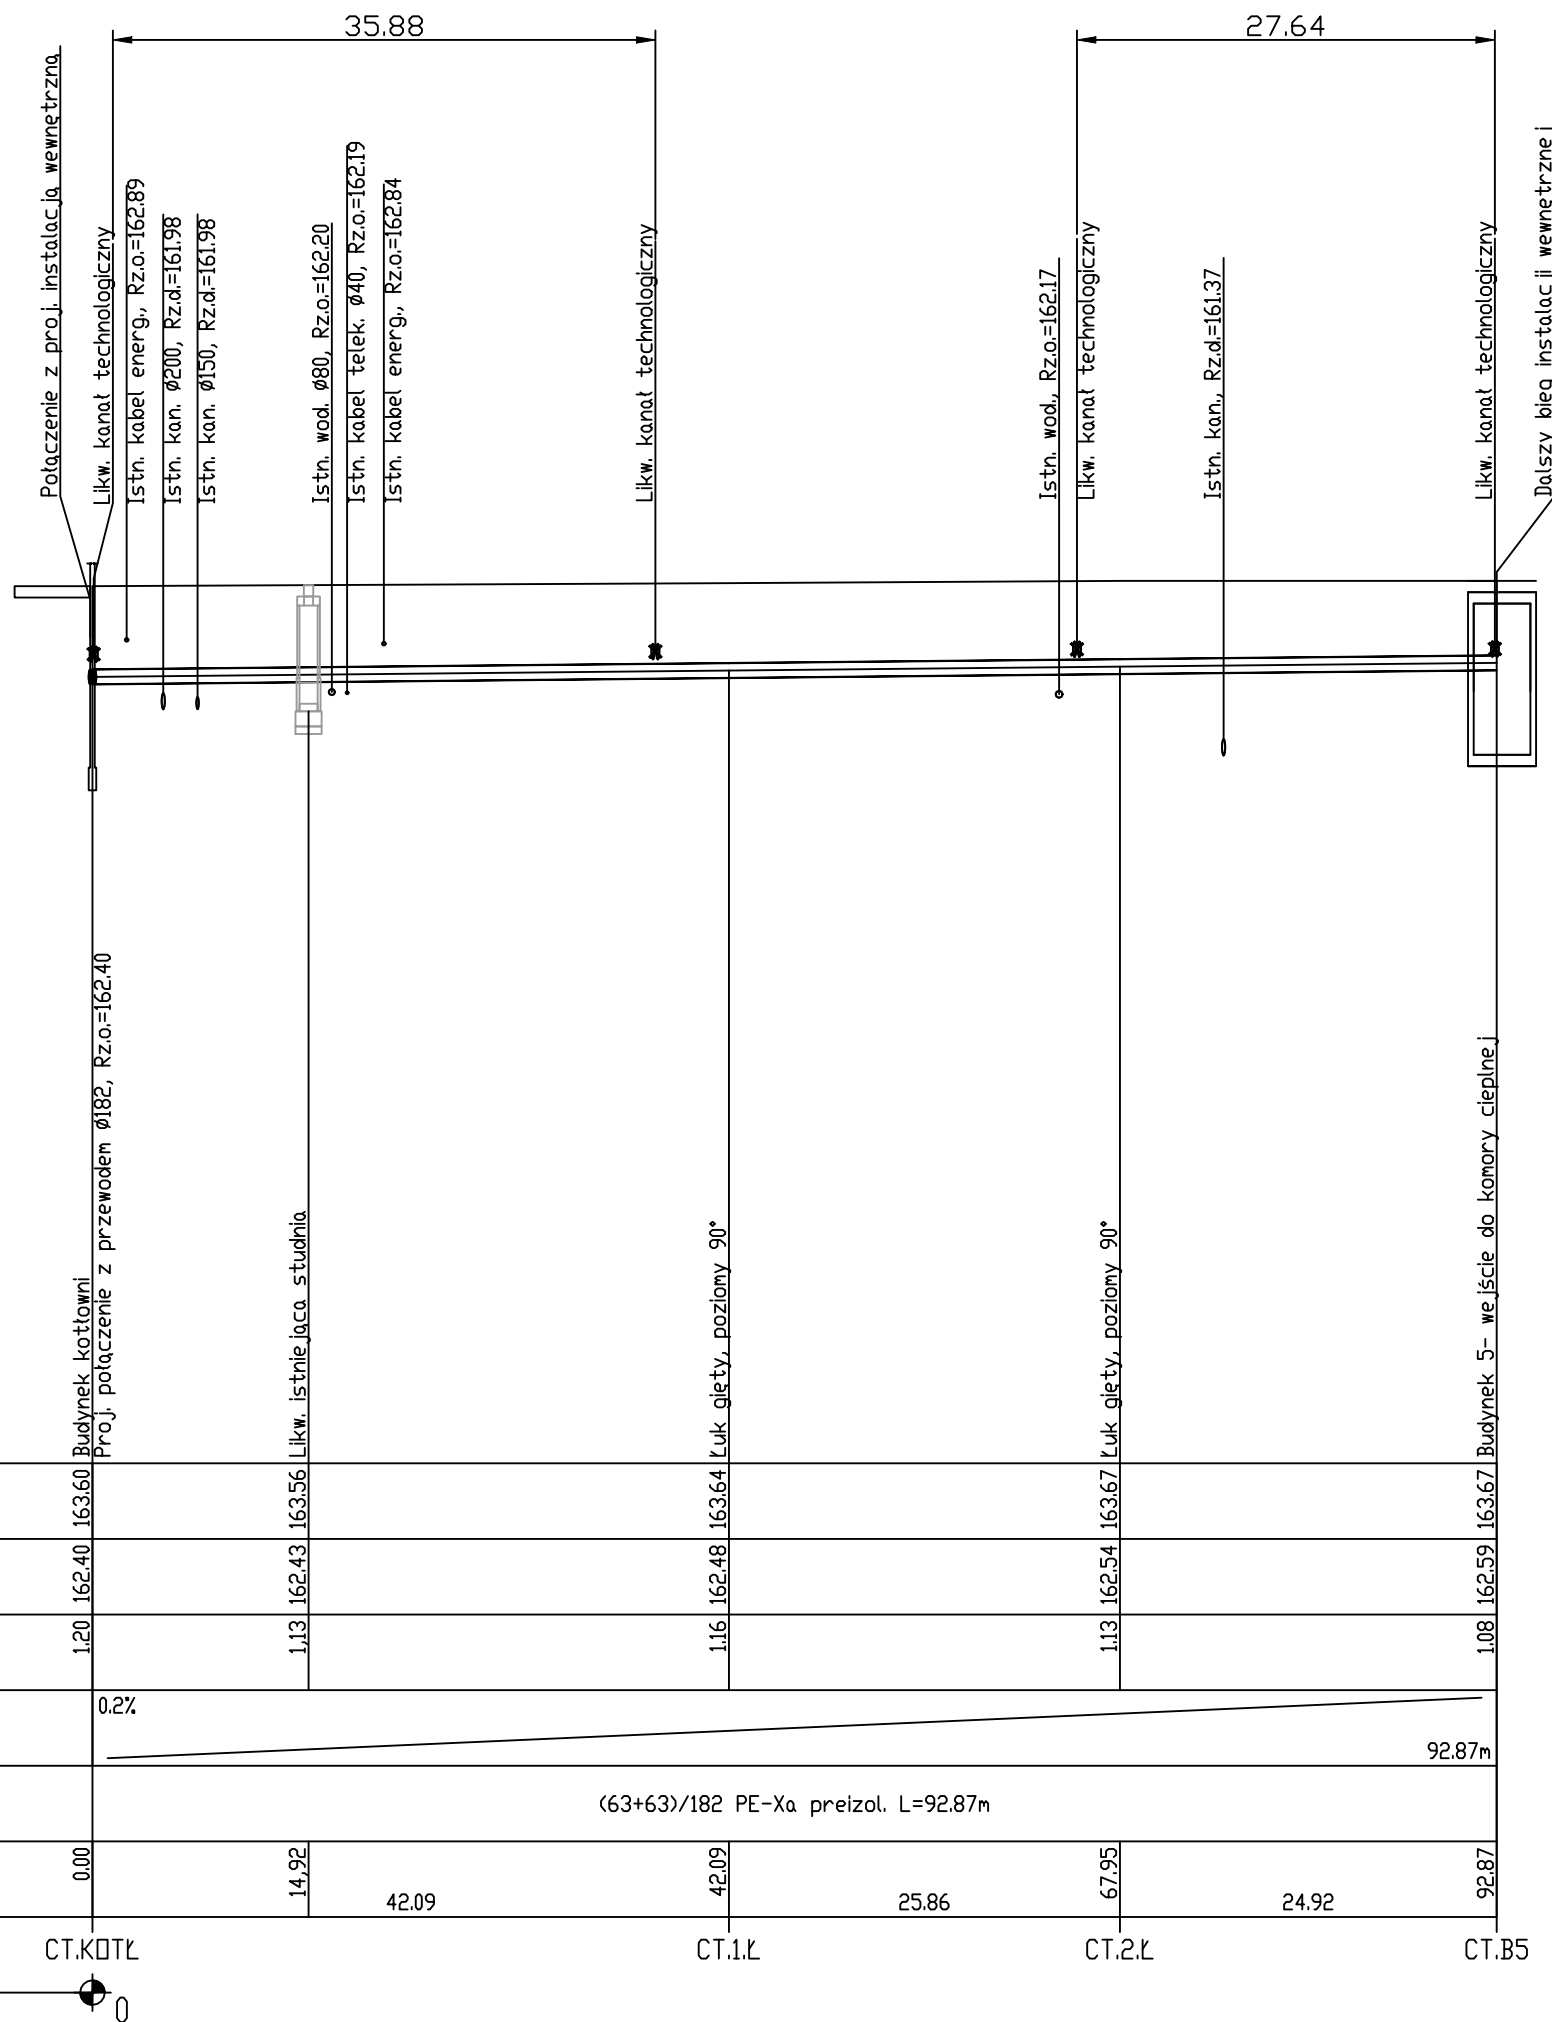 35.88
27.64
Połączenie z proj. instalacją wewnętrzną
Likw. kanał technologiczny
Istn. kabel energ., Rz.o.=162.89
Istn. kan. ø200, Rz.d.=161.98
Istn. kan. ø150, Rz.d.=161.98
Istn. wod. ø80, Rz.o.=162.20
Istn. kabel telek. ø40, Rz.o.=162.19
Istn. kabel energ., Rz.o.=162.84
Likw. kanał technologiczny
Istn. wod., Rz.o.=162.17
Likw. kanał technologiczny
Istn. kan., Rz.d.=161.37
Likw. kanał technologiczny
Dalszy bieg instalacji wewnetrznej
Budynek kotłowni
Proj. połączenie z przewodem ø182, Rz.o.=162.40
Likw. istniejąca studnia
Łuk gięty, poziomy 90°
Łuk gięty, poziomy 90°
Budynek 5- wejście do komory cieplnej
163.60
163.56
163.64
163.67
163.67
162.40
162.43
162.48
162.54
162.59
1.20
1,13
1.16
1.13
1.08
0.2%
92.87m
(63+63)/182 PE-Xa preizol. L=92.87m
0.00
14,92
42.09
67.95
92.87
42.09
25.86
24.92
CT.KOTŁ
CT.1.Ł
CT.2.Ł
CT.B5
0